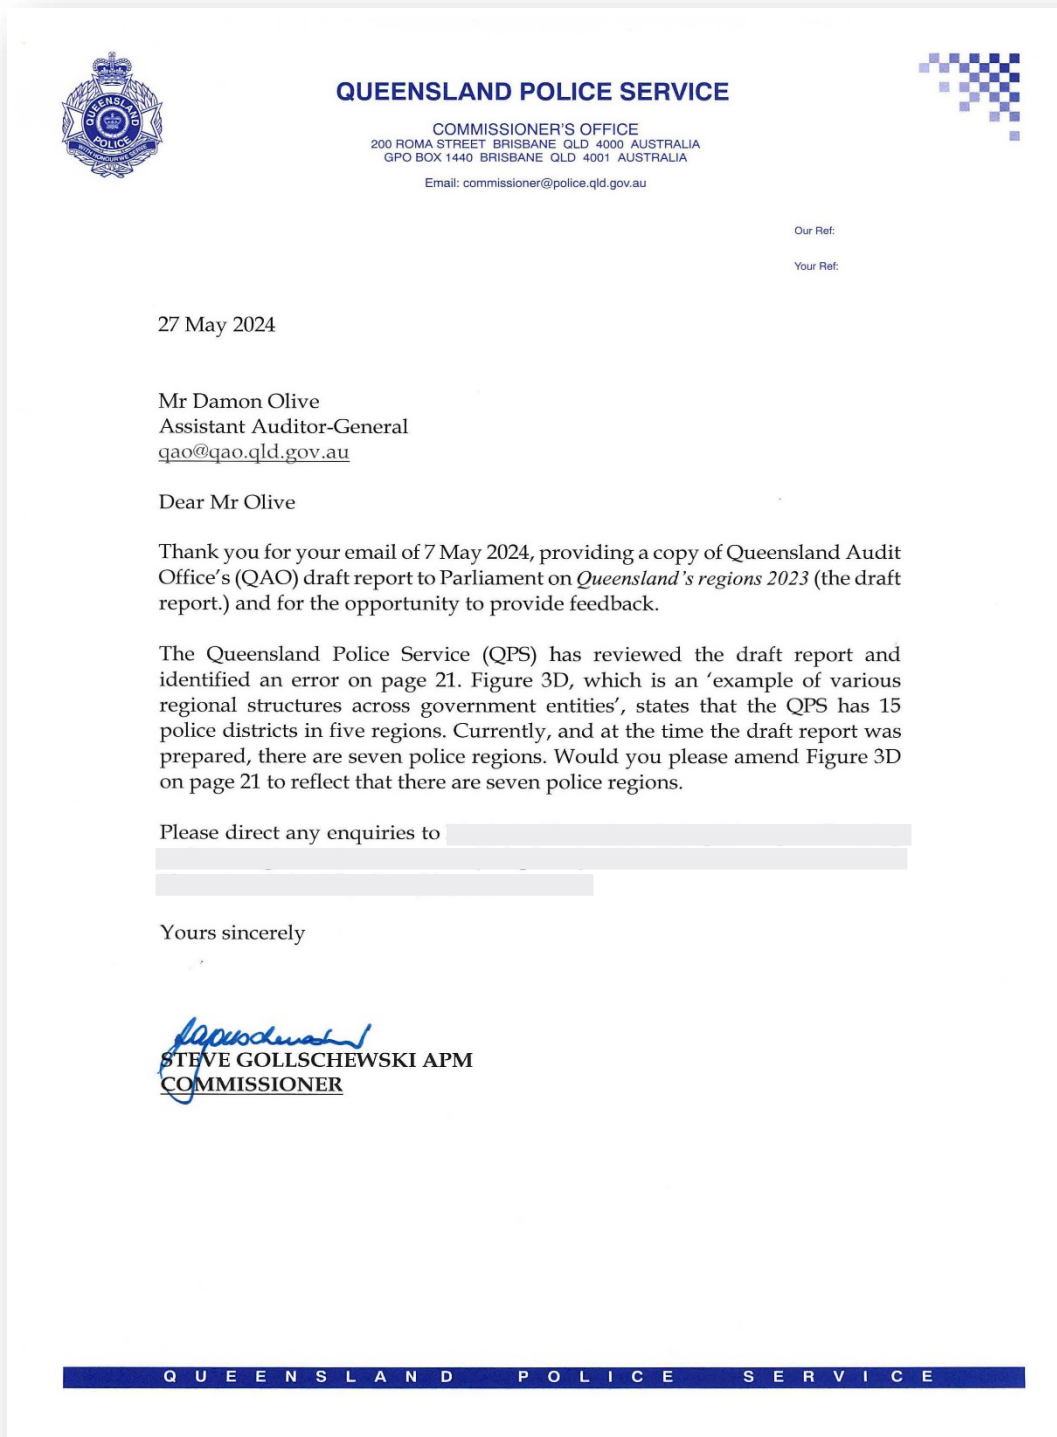 QUEENSLAND POLICE SERVICE
COMMISSIONER'S OFFICE
200 ROMA STREET BRISBANE QLD 4000 AUSTRALIA
GPO BOX 1440 BRISBANE QLD 4001 AUSTRALIA
Email: commissioner@police.qld.gov.au
QUEENSLAND
POLICE
WITH HONOUR WE SERVE
Our Ref:
Your Ref:
27 May 2024
Mr Damon Olive
Assistant Auditor-General
qao@qao.qld.gov.au
Dear Mr Olive
Thank you for your email of 7 May 2024, providing a copy of Queensland Audit
Office's (QAO) draft report to Parliament on Queensland's regions 2023 (the draft
report.) and for the opportunity to provide feedback.
The Queensland Police Service (QPS) has reviewed the draft report and
identified an error on page 21. Figure 3D, which is an 'example of various
regional structures across government entities', states that the QPS has 15
police districts in five regions. Currently, and at the time the draft report was
prepared, there are seven police regions. Would you please amend Figure 3D
on page 21 to reflect that there are seven police regions.
Please direct any enquiries to
Yours sincerely
STEVE GOLLSCHEWSKI APM
COMMISSIONER
QUEENSLAND POLICE SERVICE